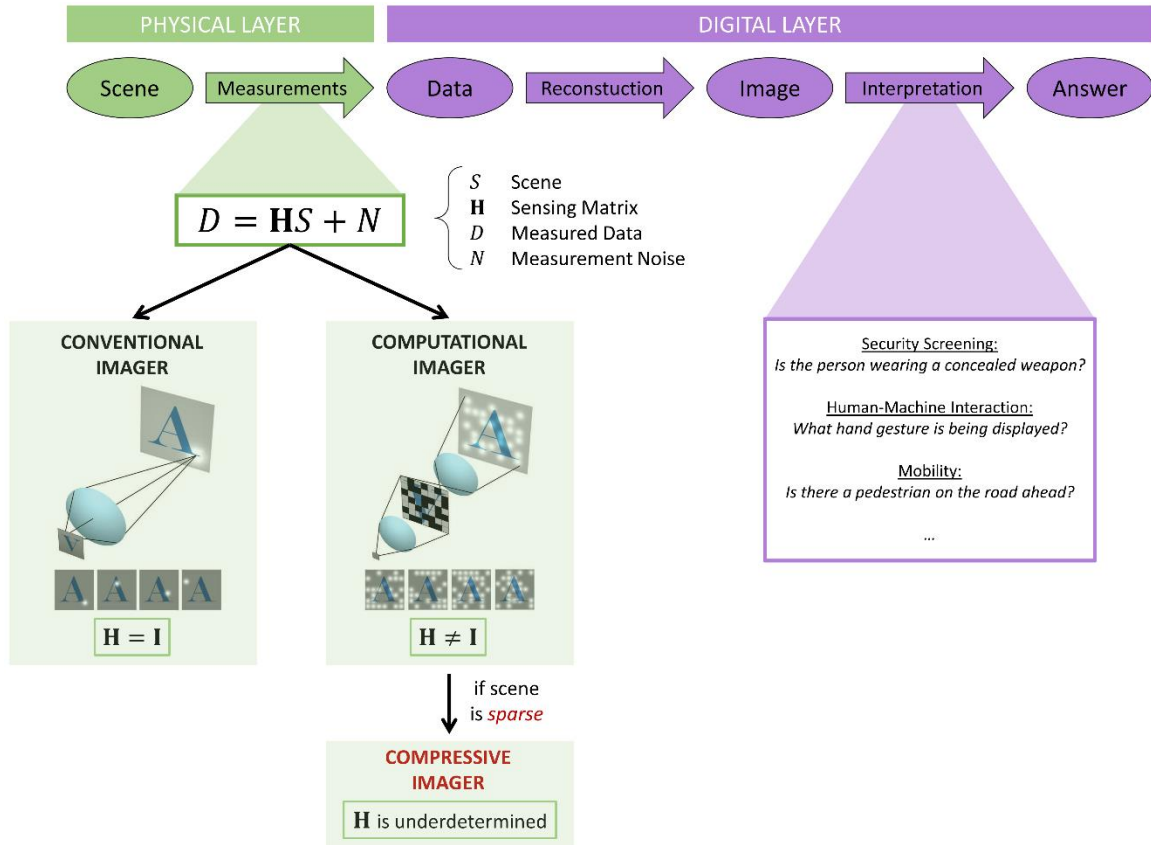 PHYSICAL LAYER
DIGITAL LAYER
Scene
Measurements
Data
Reconstuction
Image
Interpretation
Answer
D = HS + N
S Scene
H Sensing Matrix
D Measured Data
N Measurement Noise
CONVENTIONAL
IMAGER
A
A
A A A A
H = I
COMPUTATIONAL
IMAGER
A
A A A A
H ≠ I
if scene
is sparse
COMPRESSIVE
IMAGER
H is underdetermined
Security Screening:
Is the person wearing a concealed weapon?
Human-Machine Interaction:
What hand gesture is being displayed?
Mobility:
Is there a pedestrian on the road ahead?
...